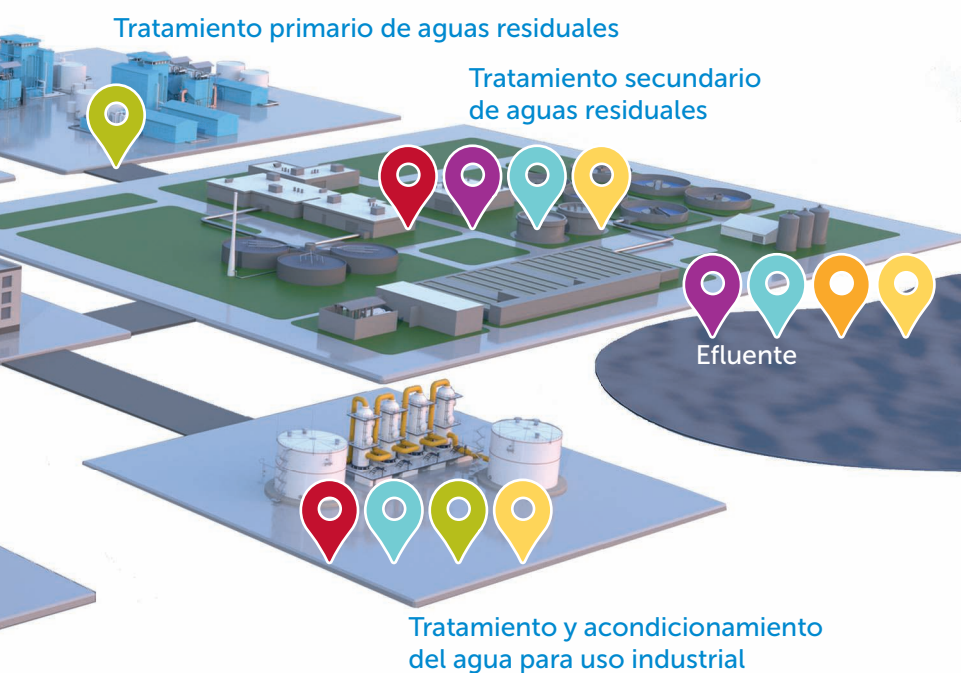 Tratamiento primario de aguas residuales
Tratamiento secundario
de aguas residuales
Efluente
Tratamiento y acondicionamiento
del agua para uso industrial